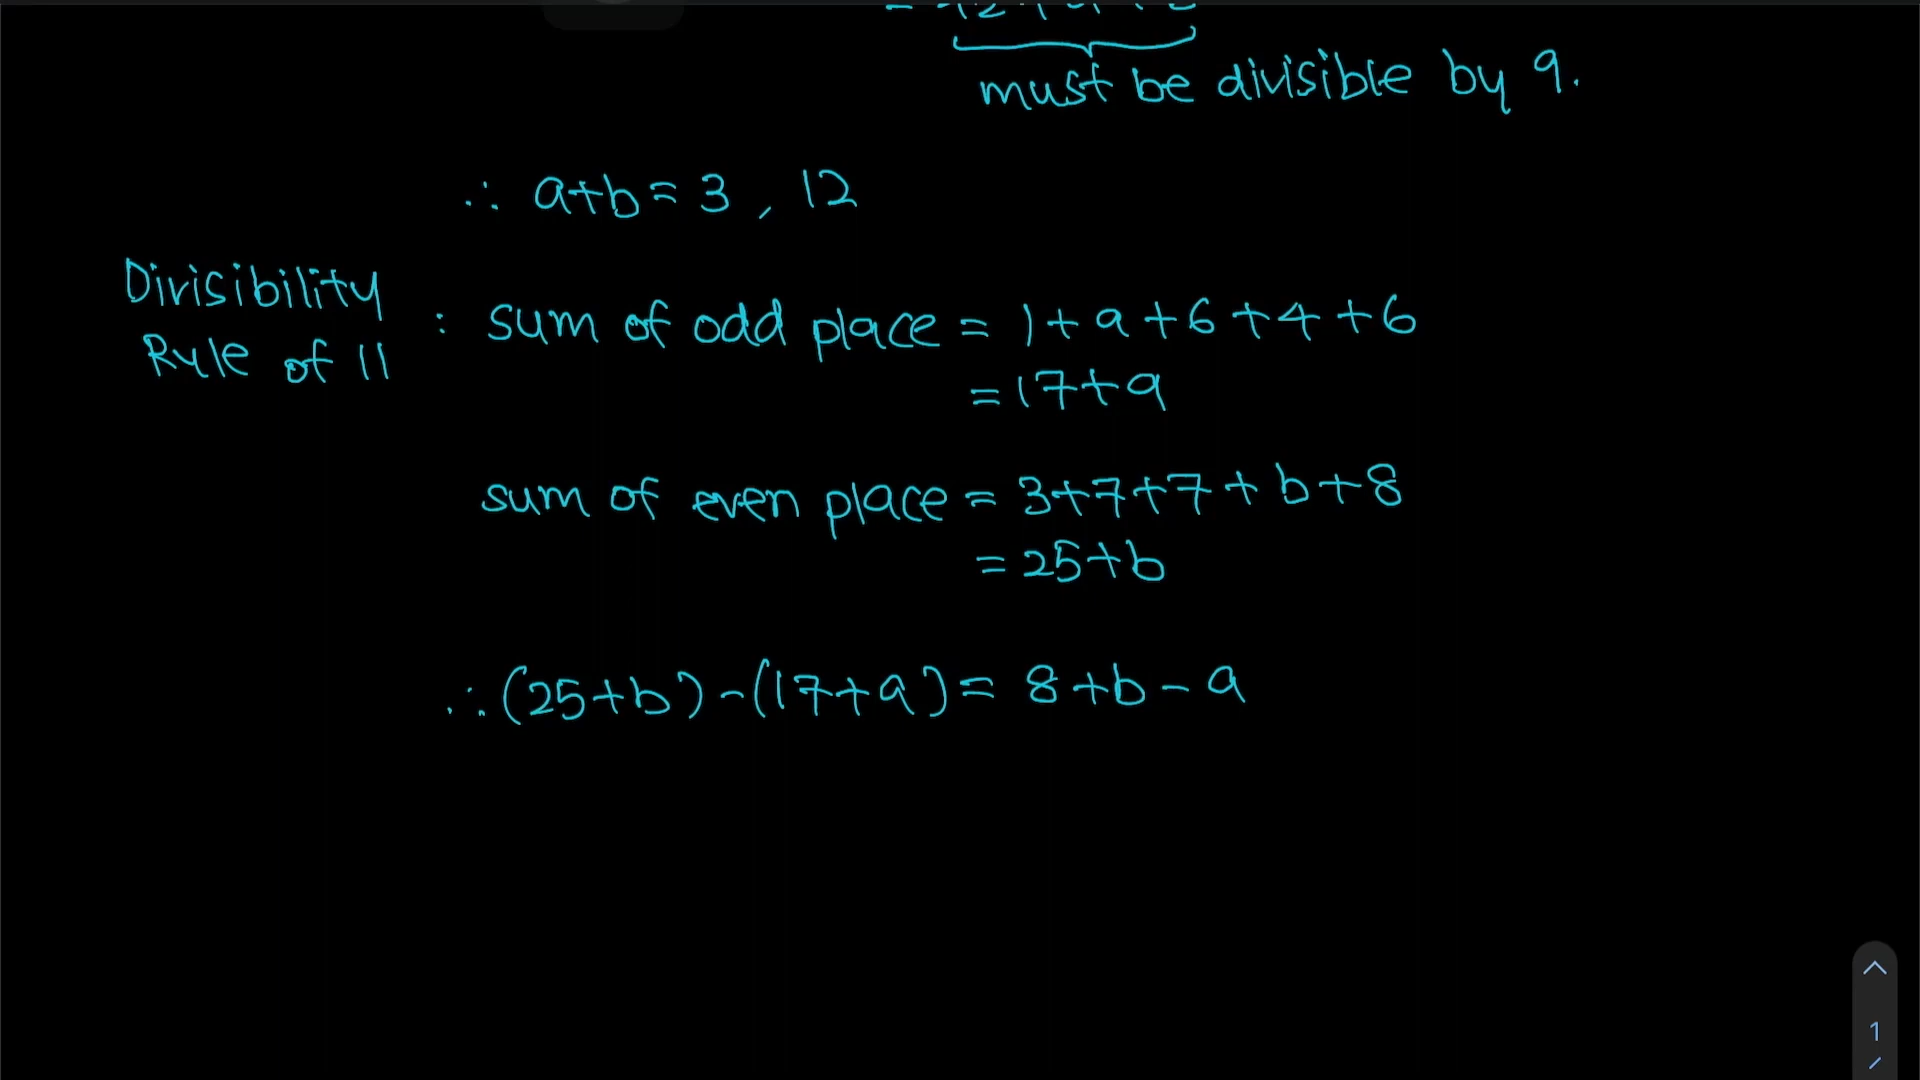 must be divisible by 9.
∴ a+b = 3 , 12
Divisibility
Rule of 11
: sum of odd place = 1+a+6+4+6
= 17+a
sum of even place = 3+7+7+b+8
= 25+b
∴ (25+b)-(17+a) = 8+b-a
1